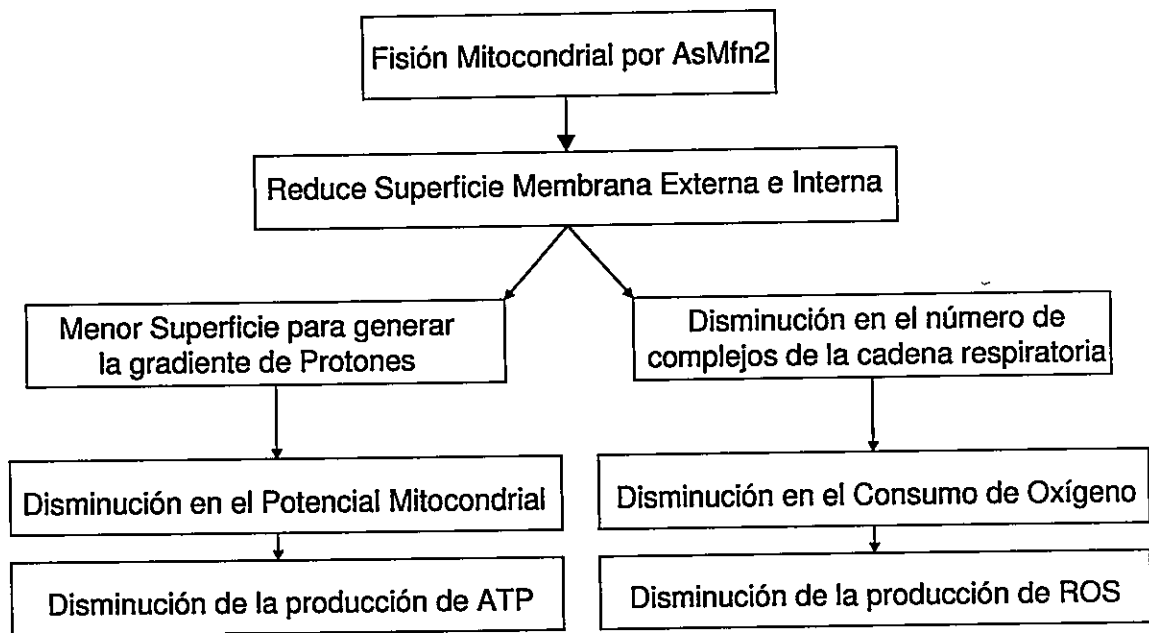 Fisión Mitocondrial por AsMfn2
Reduce Superficie Membrana Externa e Interna
Menor Superficie para generar
la gradiente de Protones
Disminución en el número de
complejos de la cadena respiratoria
Disminución en el Potencial Mitocondrial
Disminución en el Consumo de Oxígeno
Disminución de la producción de ATP
Disminución de la producción de ROS